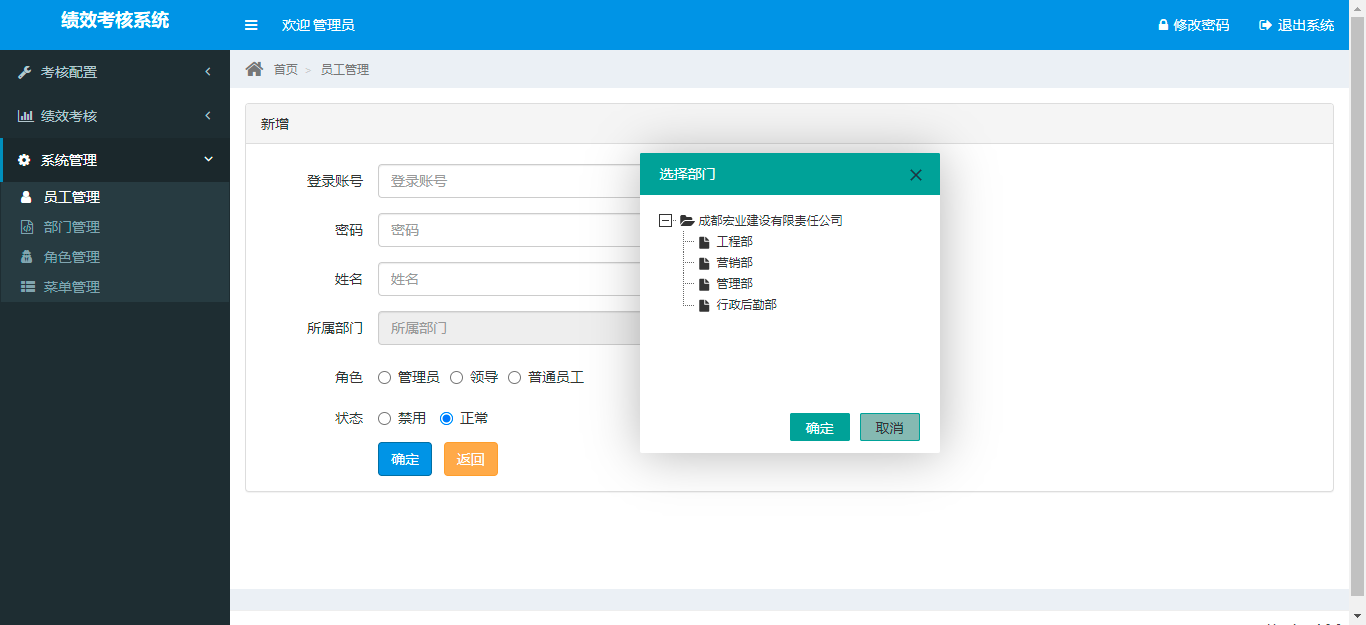 绩效考核系统
欢迎 管理员
修改密码
退出系统
考核配置
绩效考核
系统管理
员工管理
部门管理
角色管理
菜单管理
首页 > 员工管理
新增
登录账号 登录账号
密码 密码
姓名 姓名
所属部门 所属部门
角色 管理员 领导 普通员工
状态 禁用 正常
确定 返回
选择部门
成都宏业建设有限责任公司
工程部
营销部
管理部
行政后勤部
确定 取消